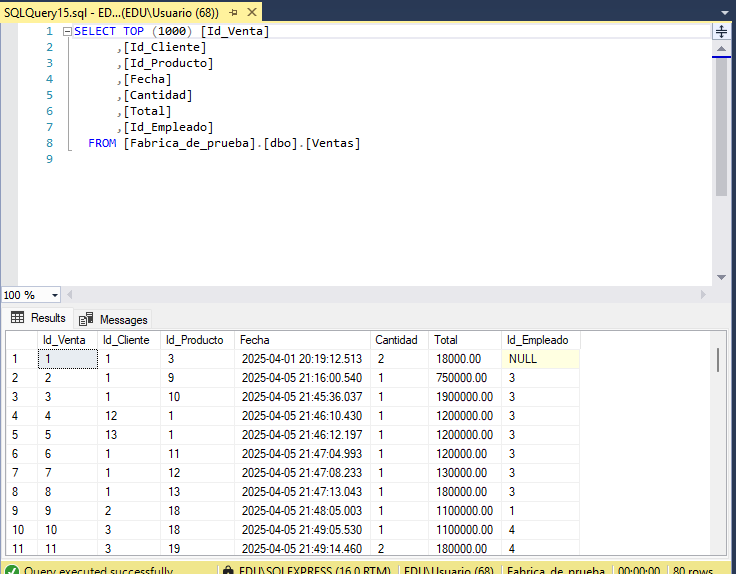 SQLQuery15.sql - ED...(EDU\Usuario (68))
1 SELECT TOP (1000) [Id_Venta]
2 ,[Id_Cliente]
3 ,[Id_Producto]
4 ,[Fecha]
5 ,[Cantidad]
6 ,[Total]
7 ,[Id_Empleado]
8 FROM [Fabrica_de_prueba].[dbo].[Ventas]
9
100 %
Results Messages
Id_Venta Id_Cliente Id_Producto Fecha Cantidad Total Id_Empleado
1 1 1 3 2025-04-01 20:19:12.513 2 18000.00 NULL
2 2 1 9 2025-04-05 21:16:00.540 1 750000.00 3
3 3 1 10 2025-04-05 21:45:36.037 1 1900000.00 3
4 4 12 1 2025-04-05 21:46:10.430 1 1200000.00 3
5 5 13 1 2025-04-05 21:46:12.197 1 1200000.00 3
6 6 1 11 2025-04-05 21:47:04.993 1 120000.00 3
7 7 1 12 2025-04-05 21:47:08.233 1 130000.00 3
8 8 1 13 2025-04-05 21:47:13.043 1 180000.00 3
9 9 2 18 2025-04-05 21:48:05.003 1 1100000.00 1
10 10 3 18 2025-04-05 21:49:05.530 1 1100000.00 4
11 11 3 19 2025-04-05 21:49:14.460 2 180000.00 4
Query executed successfully. EDU\SQLEXPRESS (16.0 RTM) EDU\Usuario (68) Fabrica_de_prueba 00:00:00 80 rows